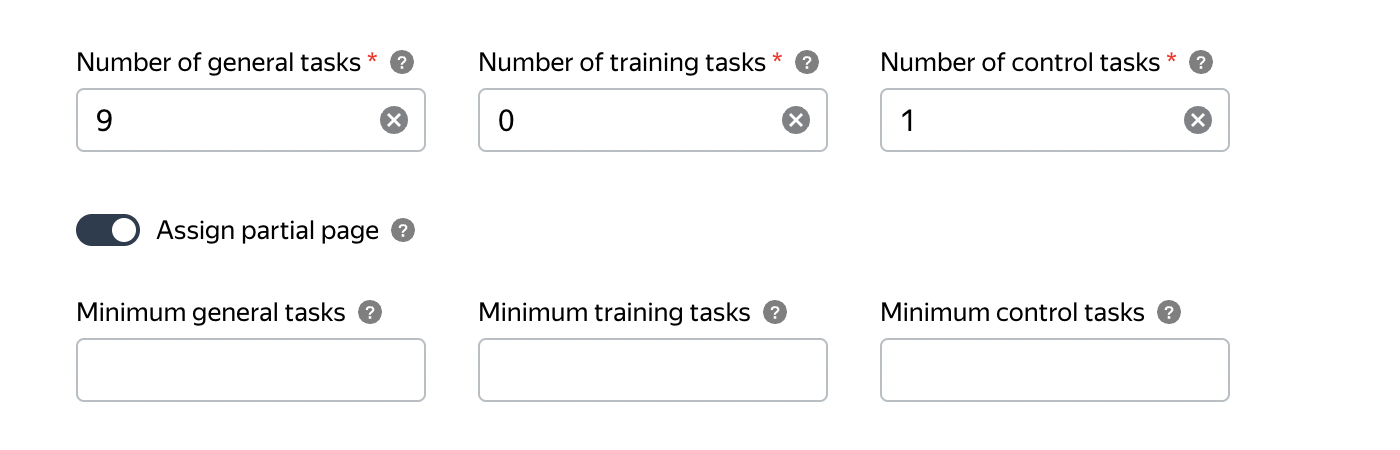 Number of general tasks * ? Number of training tasks * ? Number of control tasks * ?
9 0 1
Assign partial page ?
Minimum general tasks ? Minimum training tasks ? Minimum control tasks ?